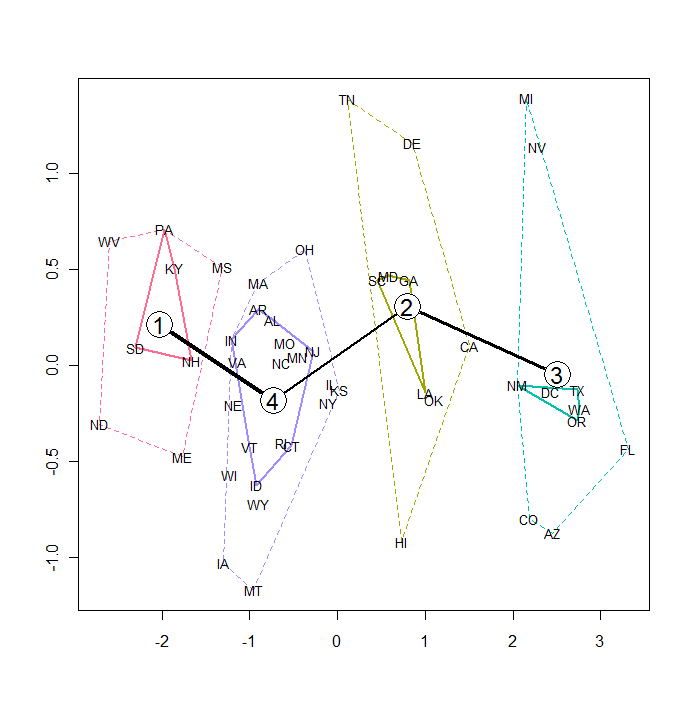 TN
MI
DE
NV
1.0
WV
PA
OH
MS
KY
0.5
MA
SC
MD
GA
2
AR
AL
1
IN
MO
SD
NH
VA
NC
MN
NJ
CA
0.0
3
NM
DC
TX
IL
KS
NY
4
NE
LA
OK
WA
OR
ND
ME
VT
RI
CT
-0.5
WI
ID
WY
FL
CO
AZ
HI
-1.0
IA
MT
-2
-1
0
1
2
3